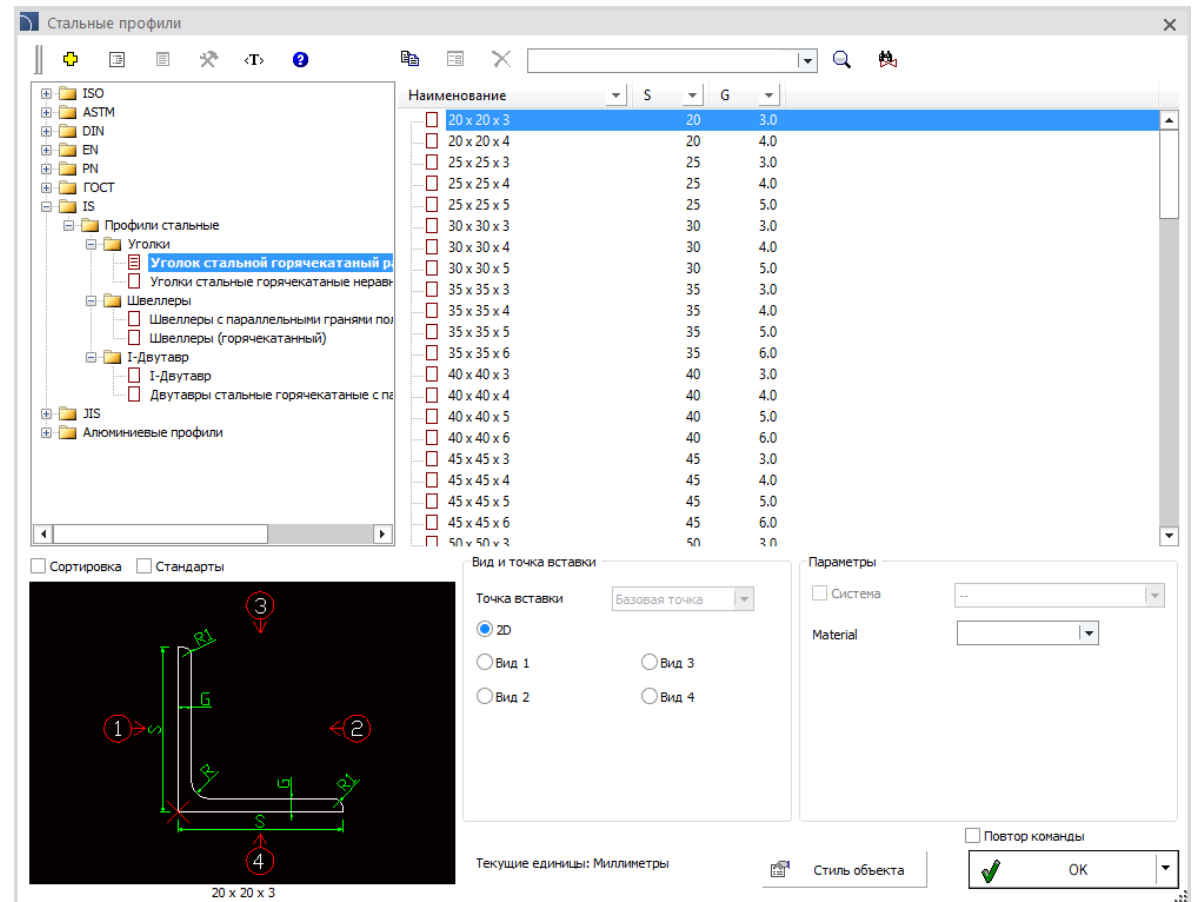 Стальные профили
<T>
ISO
ASTM
DIN
EN
PN
ГОСТ
IS
Профили стальные
Уголки
Уголок стальной горячекатаный ра
Уголки стальные горячекатаные неравн
Швеллеры
Швеллеры с параллельными гранями пол
Швеллеры (горячекатанный)
I-Двутавр
I-Двутавр
Двутавры стальные горячекатаные с па
JIS
Алюминиевые профили
Наименование S G
20 x 20 x 3 20 3.0
20 x 20 x 4 20 4.0
25 x 25 x 3 25 3.0
25 x 25 x 4 25 4.0
25 x 25 x 5 25 5.0
30 x 30 x 3 30 3.0
30 x 30 x 4 30 4.0
30 x 30 x 5 30 5.0
35 x 35 x 3 35 3.0
35 x 35 x 4 35 4.0
35 x 35 x 5 35 5.0
35 x 35 x 6 35 6.0
40 x 40 x 3 40 3.0
40 x 40 x 4 40 4.0
40 x 40 x 5 40 5.0
40 x 40 x 6 40 6.0
45 x 45 x 3 45 3.0
45 x 45 x 4 45 4.0
45 x 45 x 5 45 5.0
45 x 45 x 6 45 6.0
50 x 50 x 3 50 3.0
Сортировка Стандарты
3
R1
G
1 S 2
R G R1
S
4
20 x 20 x 3
Вид и точка вставки
Точка вставки Базовая точка
2D
Вид 1 Вид 3
Вид 2 Вид 4
Параметры
Система --
Material
Повтор команды
Текущие единицы: Миллиметры
Стиль объекта
OK